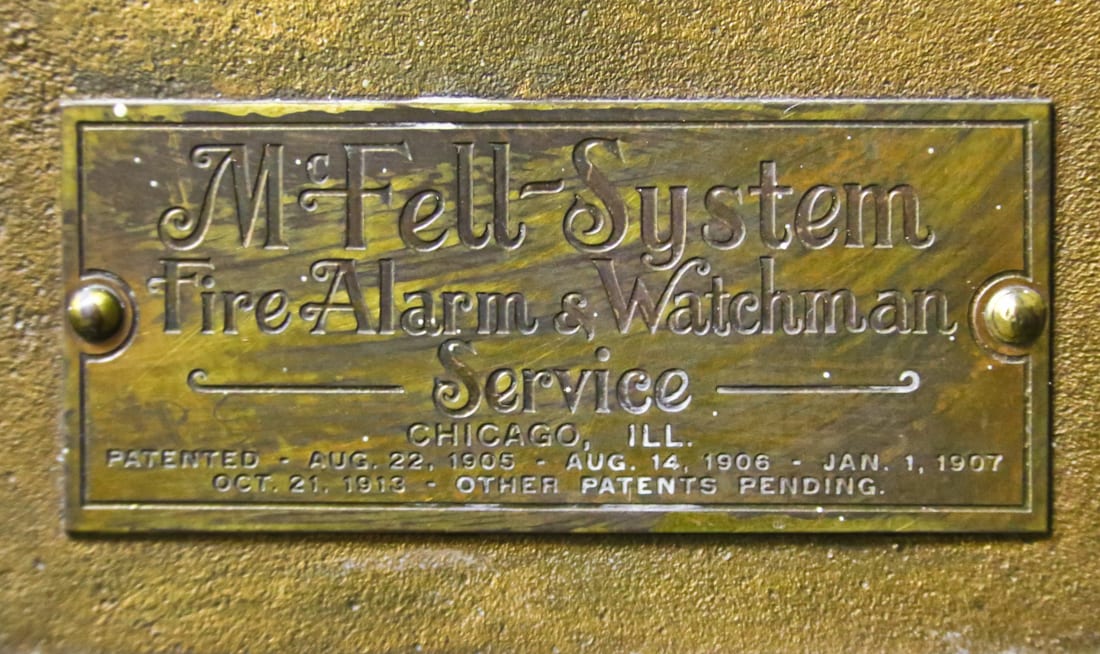 McFell-System
Fire Alarm & Watchman
Service
CHICAGO, ILL.
PATENTED - AUG. 22, 1905 - AUG. 14, 1906 - JAN. 1, 1907
OCT. 21, 1913 - OTHER PATENTS PENDING.